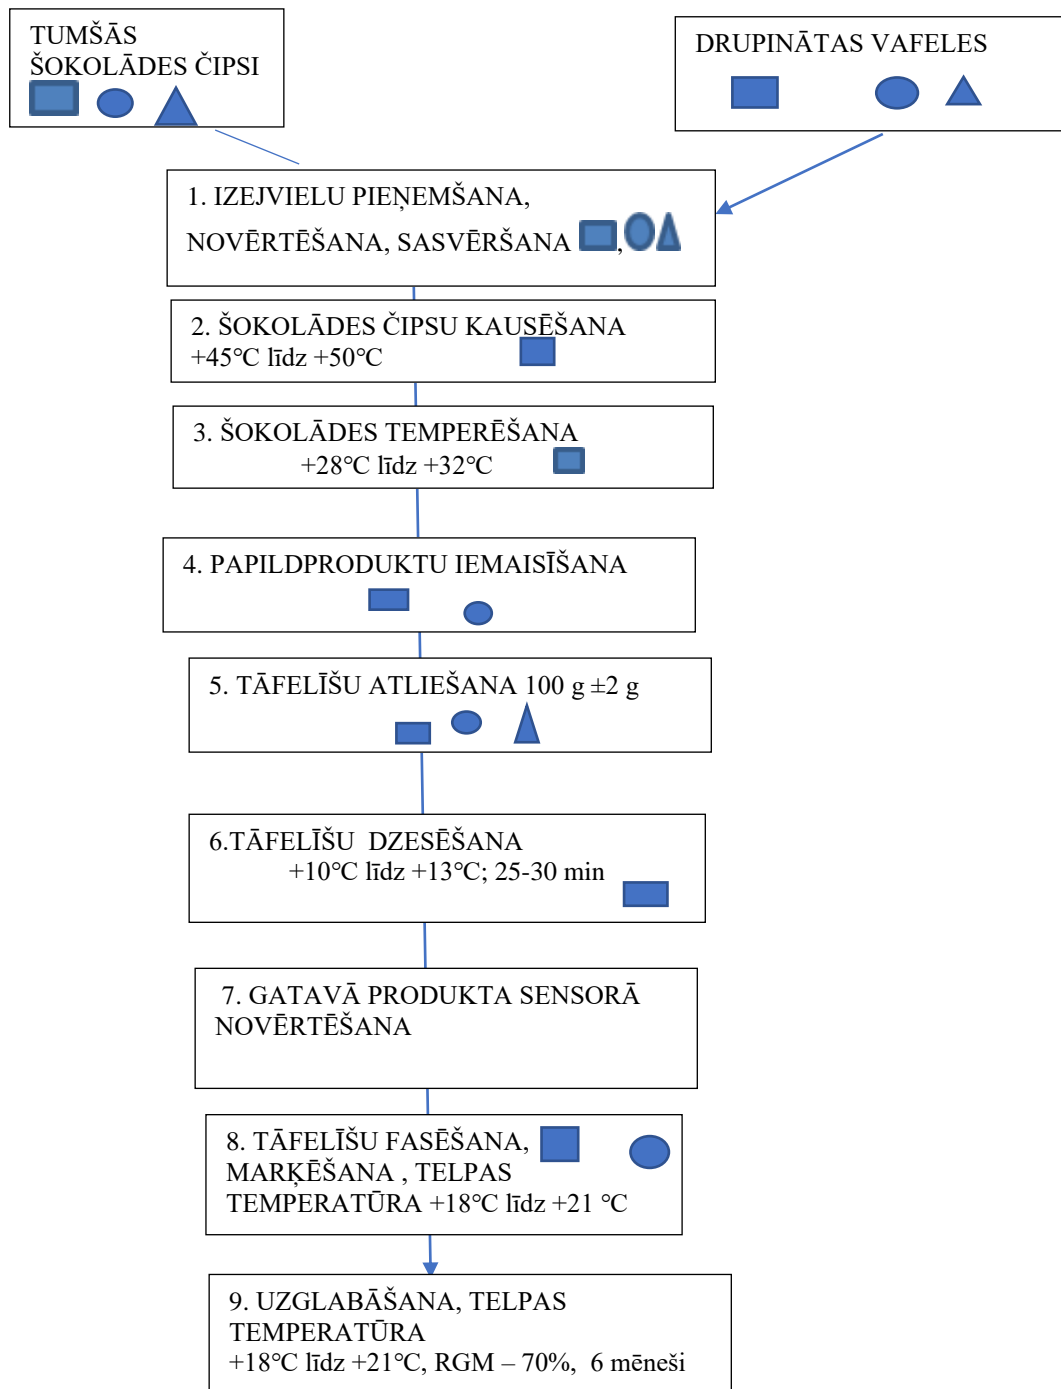 TUMŠĀS
ŠOKOLĀDES ČIPSI
DRUPINĀTAS VAFELES
1. IZEJVIELU PIEŅEMŠANA,
NOVĒRTĒŠANA, SASVĒRŠANA ,
2. ŠOKOLĀDES ČIPSU KAUSĒŠANA
+45°C līdz +50°C
3. ŠOKOLĀDES TEMPERĒŠANA
+28°C līdz +32°C
4. PAPILDPRODUKTU IEMAISĪŠANA
5. TĀFELĪŠU ATLIEŠANA 100 g ±2 g
6.TĀFELĪŠU DZESĒŠANA
+10°C līdz +13°C; 25-30 min
7. GATAVĀ PRODUKTA SENSORĀ
NOVĒRTĒŠANA
8. TĀFELĪŠU FASĒŠANA,
MARĶĒŠANA , TELPAS
TEMPERATŪRA +18°C līdz +21 °C
9. UZGLABĀŠANA, TELPAS
TEMPERATŪRA
+18°C līdz +21°C, RGM – 70%, 6 mēneši